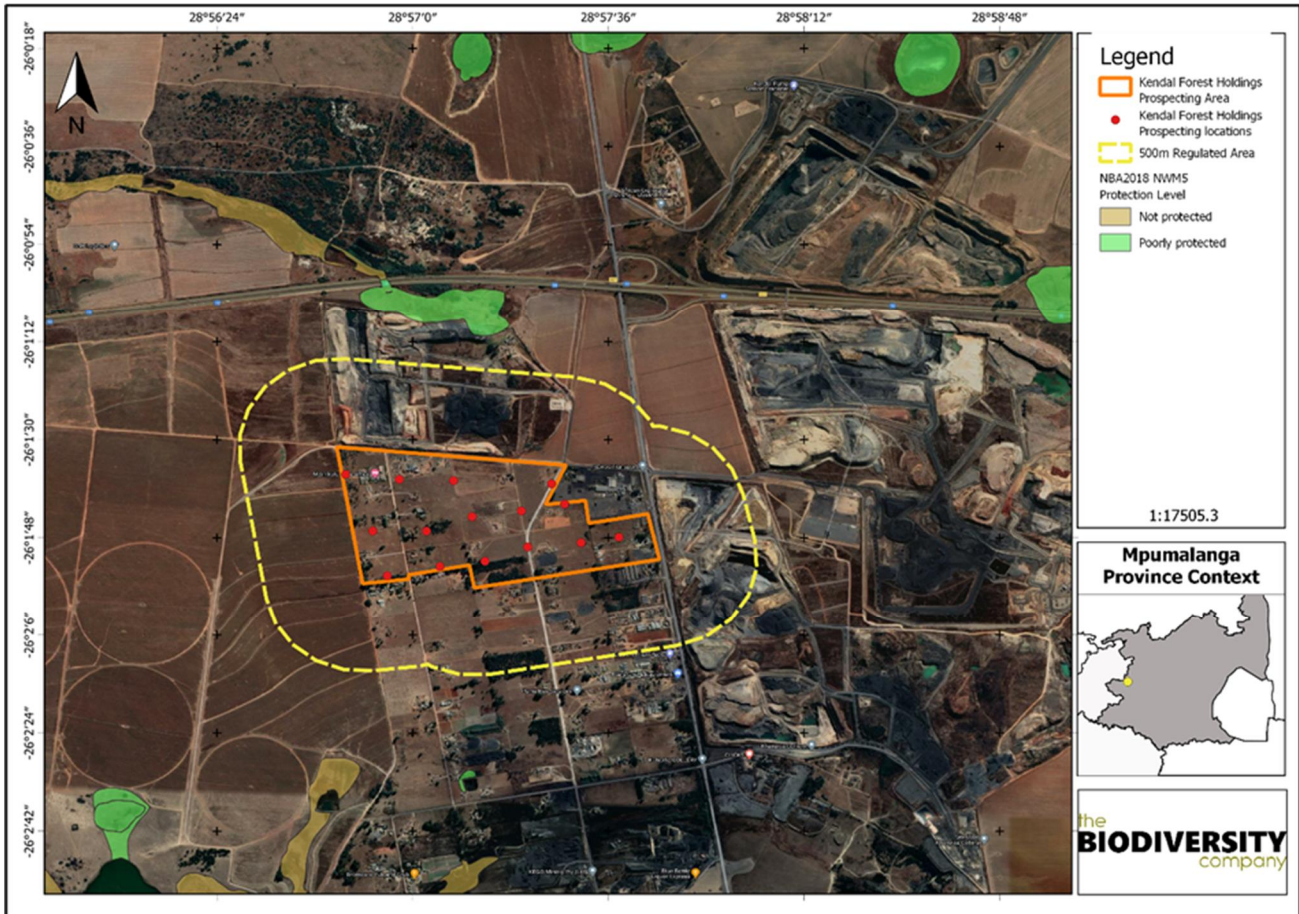 28°56'24" 28°57'0" 28°57'36" 28°58'12" 28°58'48"
-26°0'18"
-26°0'36"
-26°0'54"
-26°1'12"
-26°1'30"
-26°1'48"
-26°2'6"
-26°2'24"
-26°2'42"
N
Legend
Kendal Forest Holdings
Prospecting Area
Kendal Forest Holdings
Prospecting locations
500m Regulated Area
NBA2018 NWM5
Protection Level
Not protected
Poorly protected
1:17505.3
Mpumalanga
Province Context
the
BIODIVERSITY
company